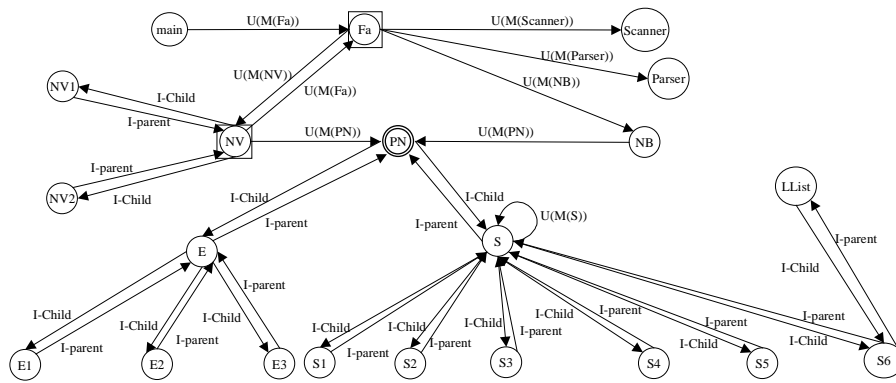 main
U(M(Fa))
Fa
U(M(Scanner))
Scanner
U(M(Parser))
Parser
U(M(NV))
U(M(Fa))
U(M(NB))
NV1
I-Child
I-parent
NV
U(M(PN))
PN
U(M(PN))
NB
I-parent
NV2
I-Child
I-Child
I-parent
I-Child
I-parent
U(M(S))
LList
I-parent
I-Child
E
S
I-Child
I-parent
I-Child
I-parent
I-Child
I-parent
I-Child
I-parent
I-Child
I-parent
I-Child
I-parent
I-Child
I-parent
I-parent
I-Child
I-parent
I-Child
E1
E2
E3
S1
S2
S3
S4
S5
S6